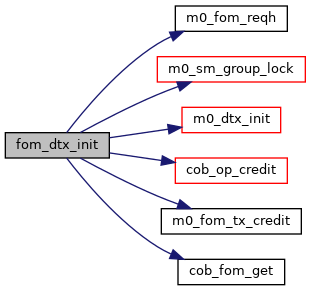 m0_fom_reqh
m0_sm_group_lock
fom_dtx_init
m0_dtx_init
cob_op_credit
m0_fom_tx_credit
cob_fom_get